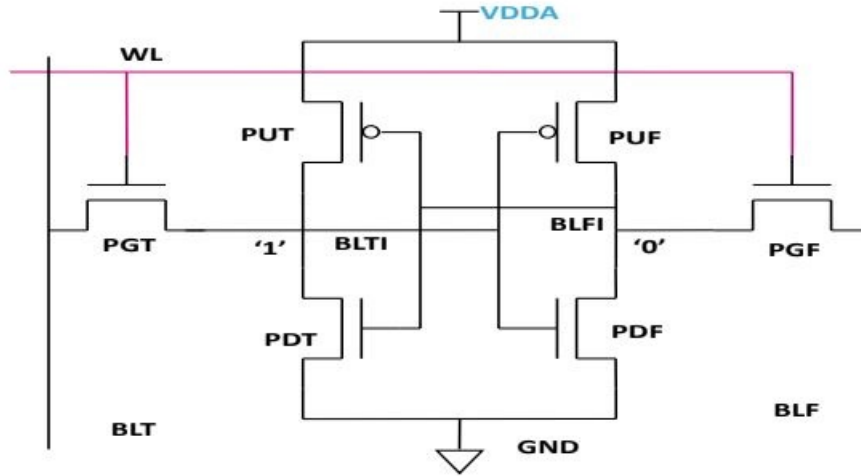 VDDA
WL
PUT
PUF
PGT
'1'
BLTI
BLFI
'0'
PGF
PDT
PDF
BLT
BLF
GND